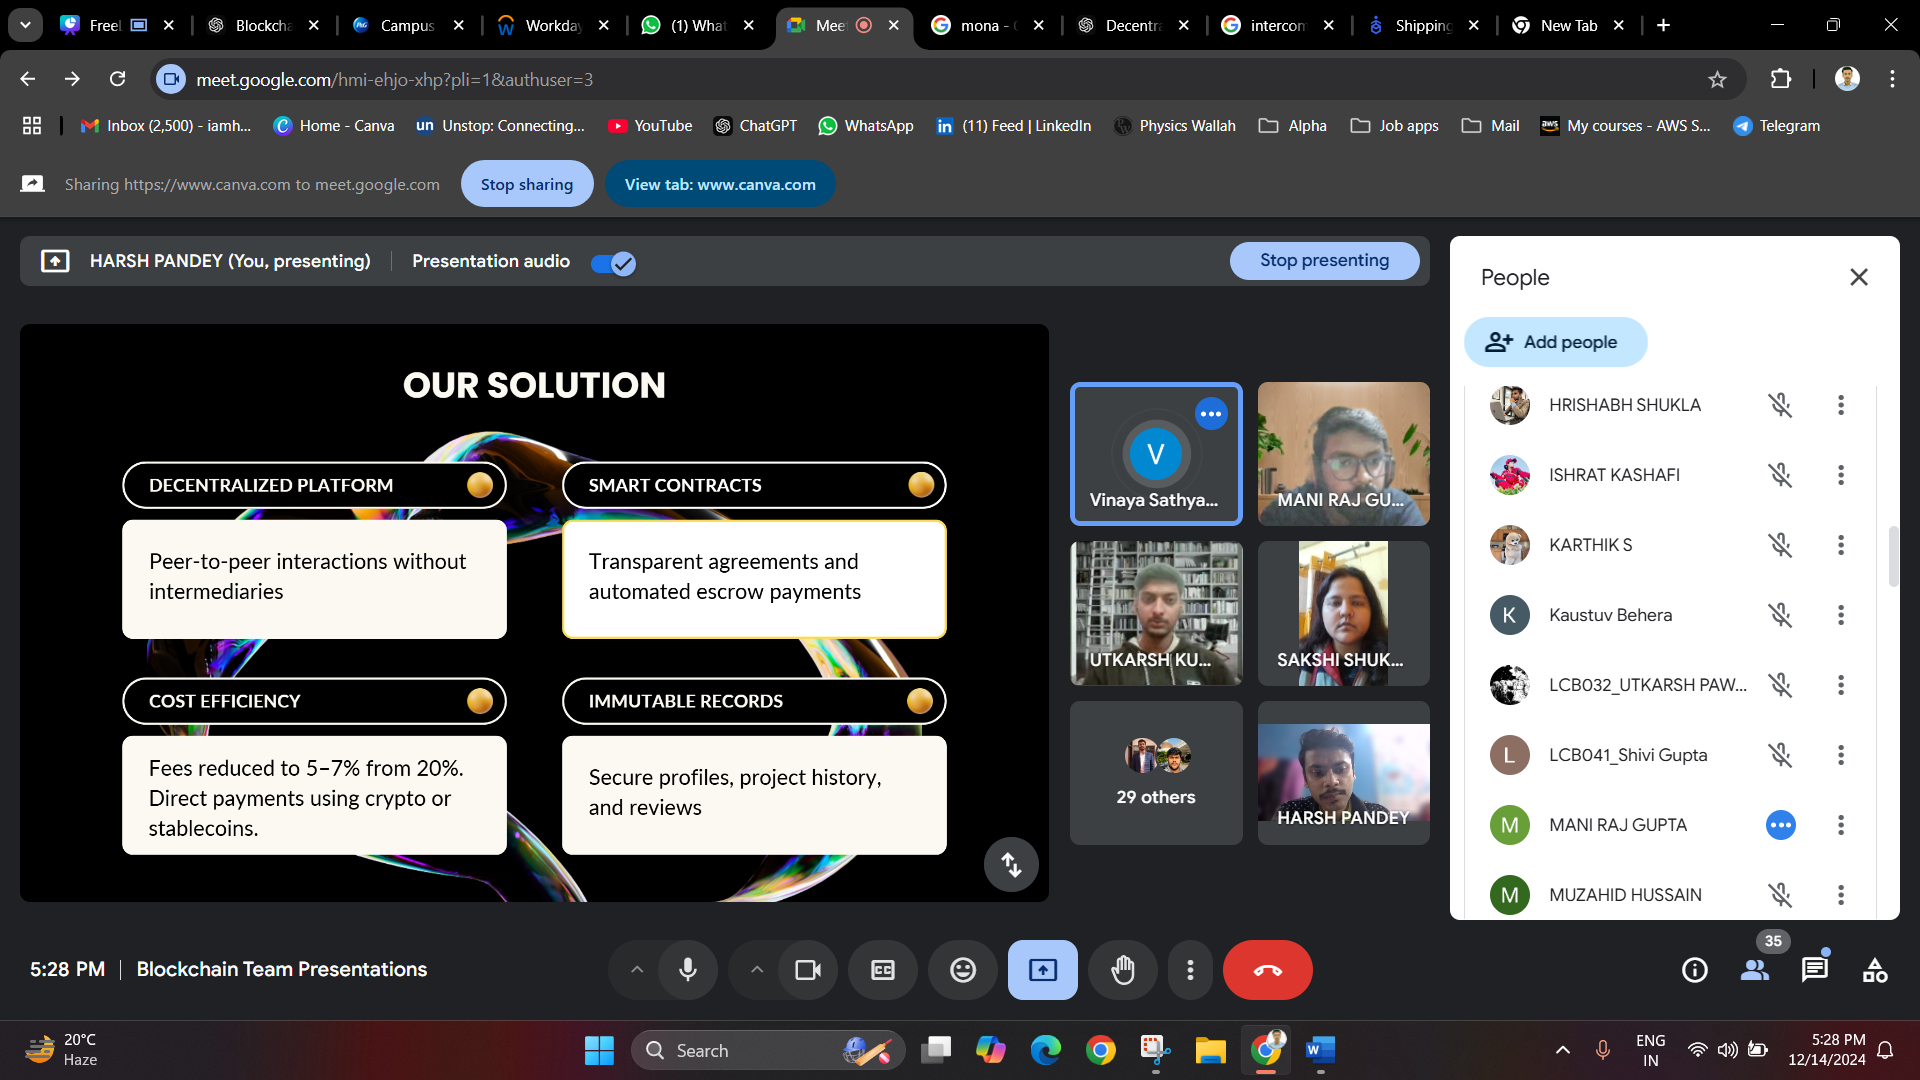 Freel
Blockcha
Campus
Workday
(1) What
Meet
mona - G
Decentra
intercom
Shipping
New Tab
meet.google.com/hmi-ehjo-xhp?pli=1&authuser=3
Inbox (2,500) - iamh...
Home - Canva
un
Unstop: Connecting...
YouTube
ChatGPT
WhatsApp
in
(11) Feed | LinkedIn
Physics Wallah
Alpha
Job apps
Mail
aws
My courses - AWS S...
Telegram
Sharing https://www.canva.com to meet.google.com
Stop sharing
View tab: www.canva.com
HARSH PANDEY (You, presenting)
Presentation audio
Stop presenting
OUR SOLUTION
DECENTRALIZED PLATFORM
Peer-to-peer interactions without
intermediaries
SMART CONTRACTS
Transparent agreements and
automated escrow payments
COST EFFICIENCY
Fees reduced to 5–7% from 20%.
Direct payments using crypto or
stablecoins.
IMMUTABLE RECORDS
Secure profiles, project history,
and reviews
V
Vinaya Sathya...
MANI RAJ GU...
UTKARSH KU...
SAKSHI SHUK...
29 others
HARSH PANDEY
People
Add people
HRISHABH SHUKLA
ISHRAT KASHAFI
KARTHIK S
K
Kaustuv Behera
LCB032_UTKARSH PAW...
L
LCB041_Shivi Gupta
M
MANI RAJ GUPTA
M
MUZAHID HUSSAIN
5:28 PM
Blockchain Team Presentations
35
20°C
Haze
Search
ENG
IN
5:28 PM
12/14/2024